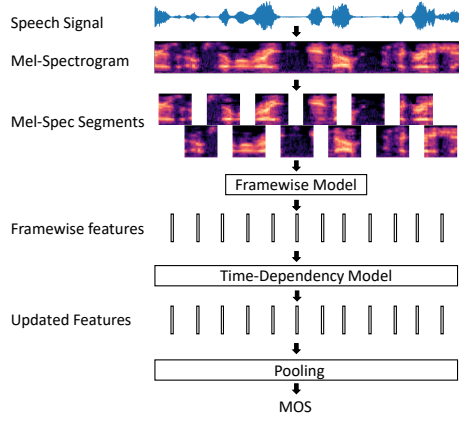 Speech Signal
Mel-Spectrogram
Mel-Spec Segments
Framewise Model
Framewise features
Time-Dependency Model
Updated Features
Pooling
MOS